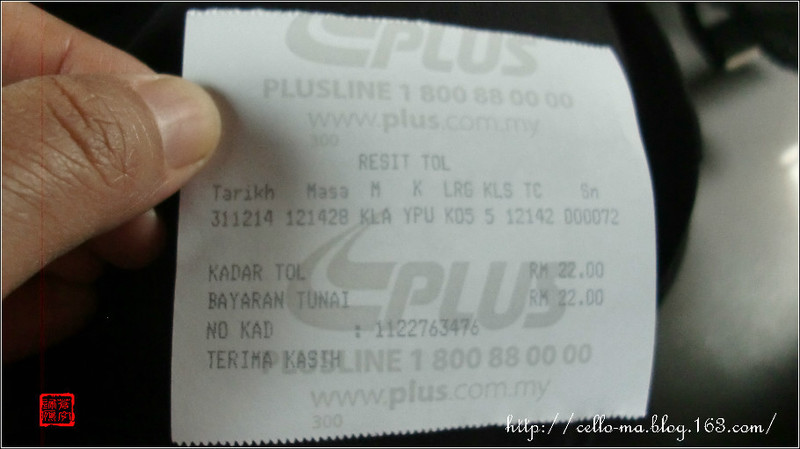 PLUS
PLUSLINE 1 800 88 00 00
www.plus.com.my
300
RESIT TOL
Tarikh Masa M K LRG KLS TC Sn
311214 121428 KLA YPU K05 5 12142 000072
KADAR TOL RM 22.00
PLUS
BAYARAN TUNAI RM 22.00
NO KAD : 1122763476
TERIMA KASIH
PLUSLINE 1 800 88 00 00
www.plus.com.my
300
http://cello-ma.blog.163.com/